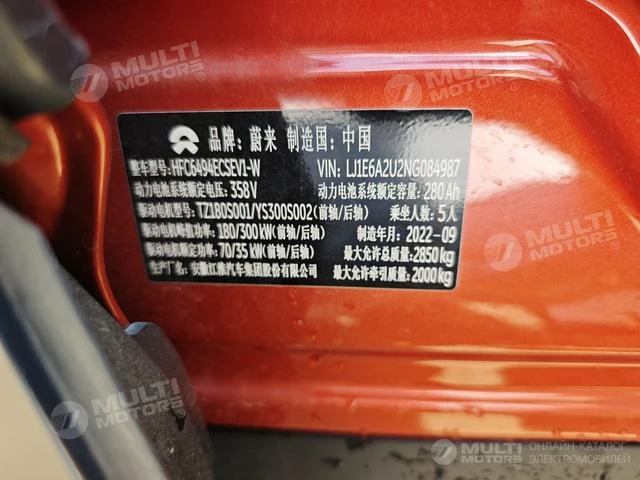 MULTI MOTORS
MULTI MOTORS
品牌: 蔚来 制造国: 中国
整车型号: HFC6494ECSEV1-W VIN: LJ1E6A2U2NG084987
动力电池系统额定电压: 358V 动力电池系统额定容量: 280Ah
驱动电机型号: TZ180S001/YS300S002(前轴/后轴) 乘坐人数: 5人
驱动电机峰值功率: 180/300kW(前轴/后轴) 制造年月: 2022-09
驱动电机额定功率: 70/35kW(前轴/后轴) 最大允许总质量: 2850kg
生产厂名: 安徽江淮汽车集团股份有限公司 最大允许牵引质量: 2000kg
MULTI MOTORS
MULTI MOTORS
MULTI MOTORS ОНЛАЙН-КАТАЛОГ ЭЛЕКТРОМОБИЛЕЙ